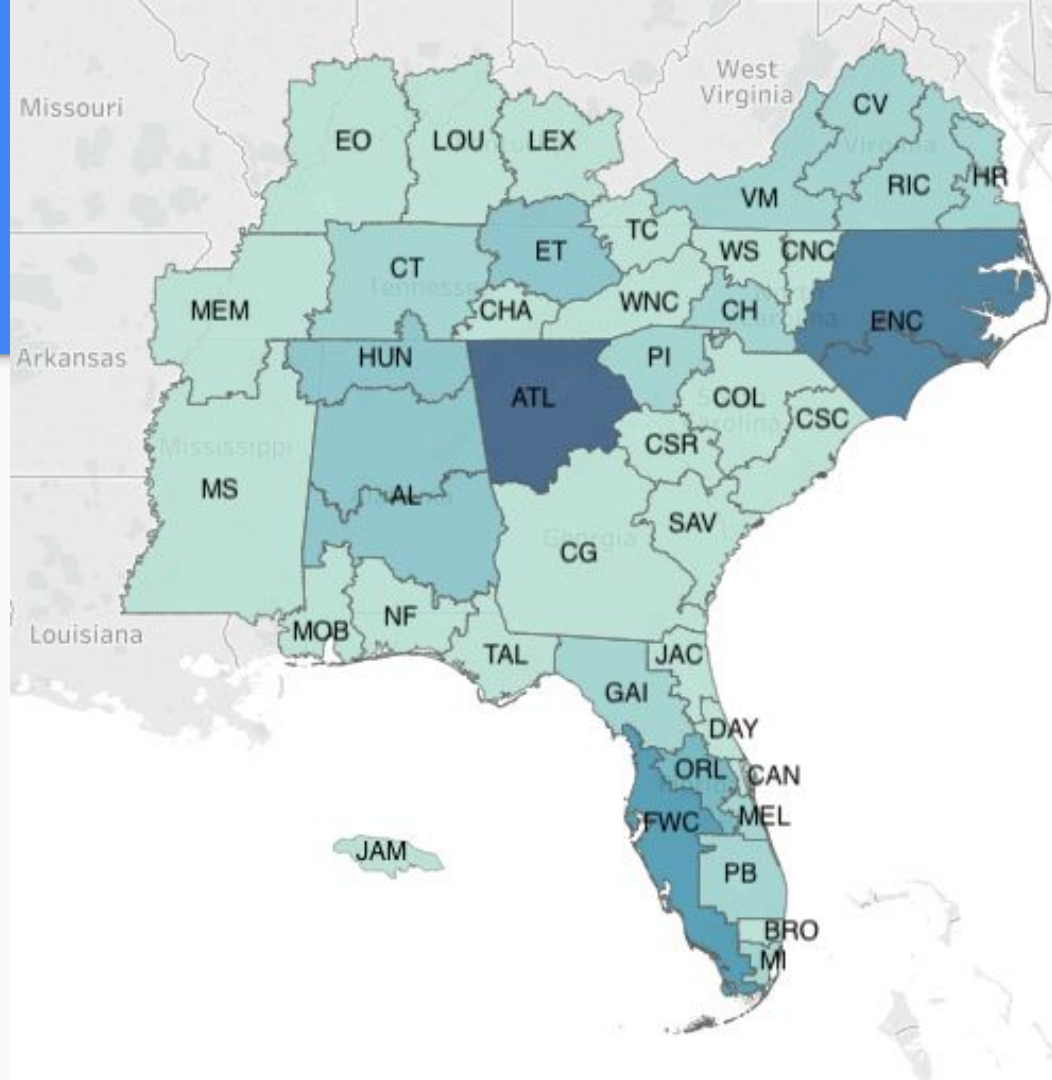 West
Virginia
Missouri
CV
EO
LOU
LEX
Virginia
HR
RIC
VM
TC
WS
CNC
ET
CT
Tennessee
CHA
WNC
CH
MEM
ENC
Arkansas
HUN
PI
ATL
COL
CSC
Mississippi
CSR
MS
AL
SAV
Georgia
CG
Louisiana
MOB
NF
TAL
JAC
GAI
DAY
ORL
CAN
FWC
MEL
JAM
PB
BRO
MI